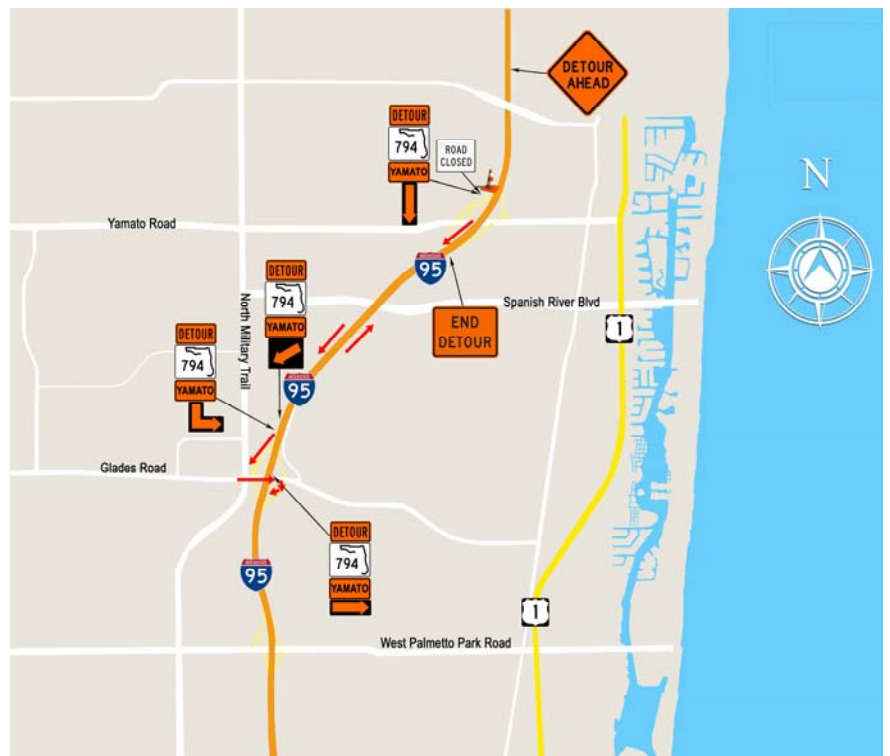 DETOUR
AHEAD
DETOUR
794
YAMATO
ROAD
CLOSED
N
Yamato Road
95
DETOUR
794
YAMATO
North Military Trail
END
DETOUR
Spanish River Blvd
1
DETOUR
794
YAMATO
95
Glades Road
DETOUR
794
YAMATO
95
1
West Palmetto Park Road